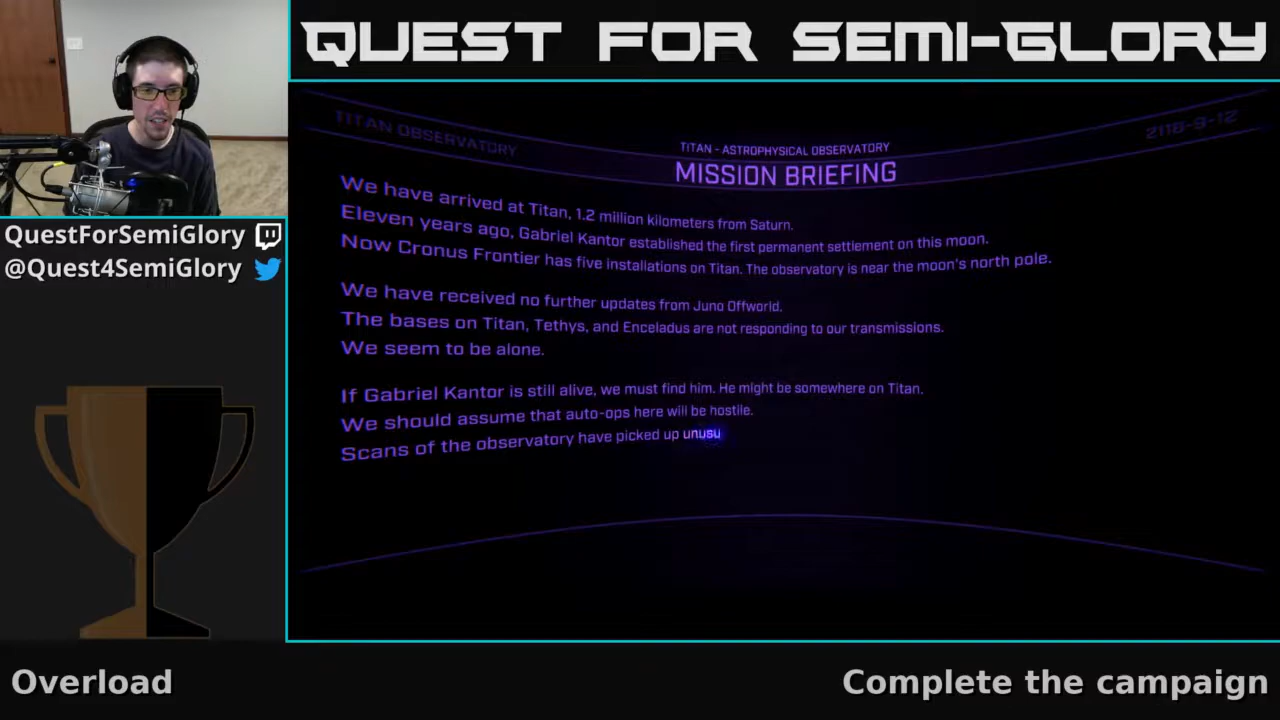 QUEST FOR SEMI-GLORY
QuestForSemiGlory
@Quest4SemiGlory
TITAN OBSERVATORY
2116-9-12
TITAN - ASTROPHYSICAL OBSERVATORY
MISSION BRIEFING
We have arrived at Titan, 1.2 million kilometers from Saturn.
Eleven years ago, Gabriel Kantor established the first permanent settlement on this moon.
Now Cronus Frontier has five installations on Titan. The observatory is near the moon's north pole.
We have received no further updates from Juno Offworld.
The bases on Titan, Tethys, and Enceladus are not responding to our transmissions.
We seem to be alone.
If Gabriel Kantor is still alive, we must find him. He might be somewhere on Titan.
We should assume that auto-ops here will be hostile.
Scans of the observatory have picked up unusu
Overload
Complete the campaign